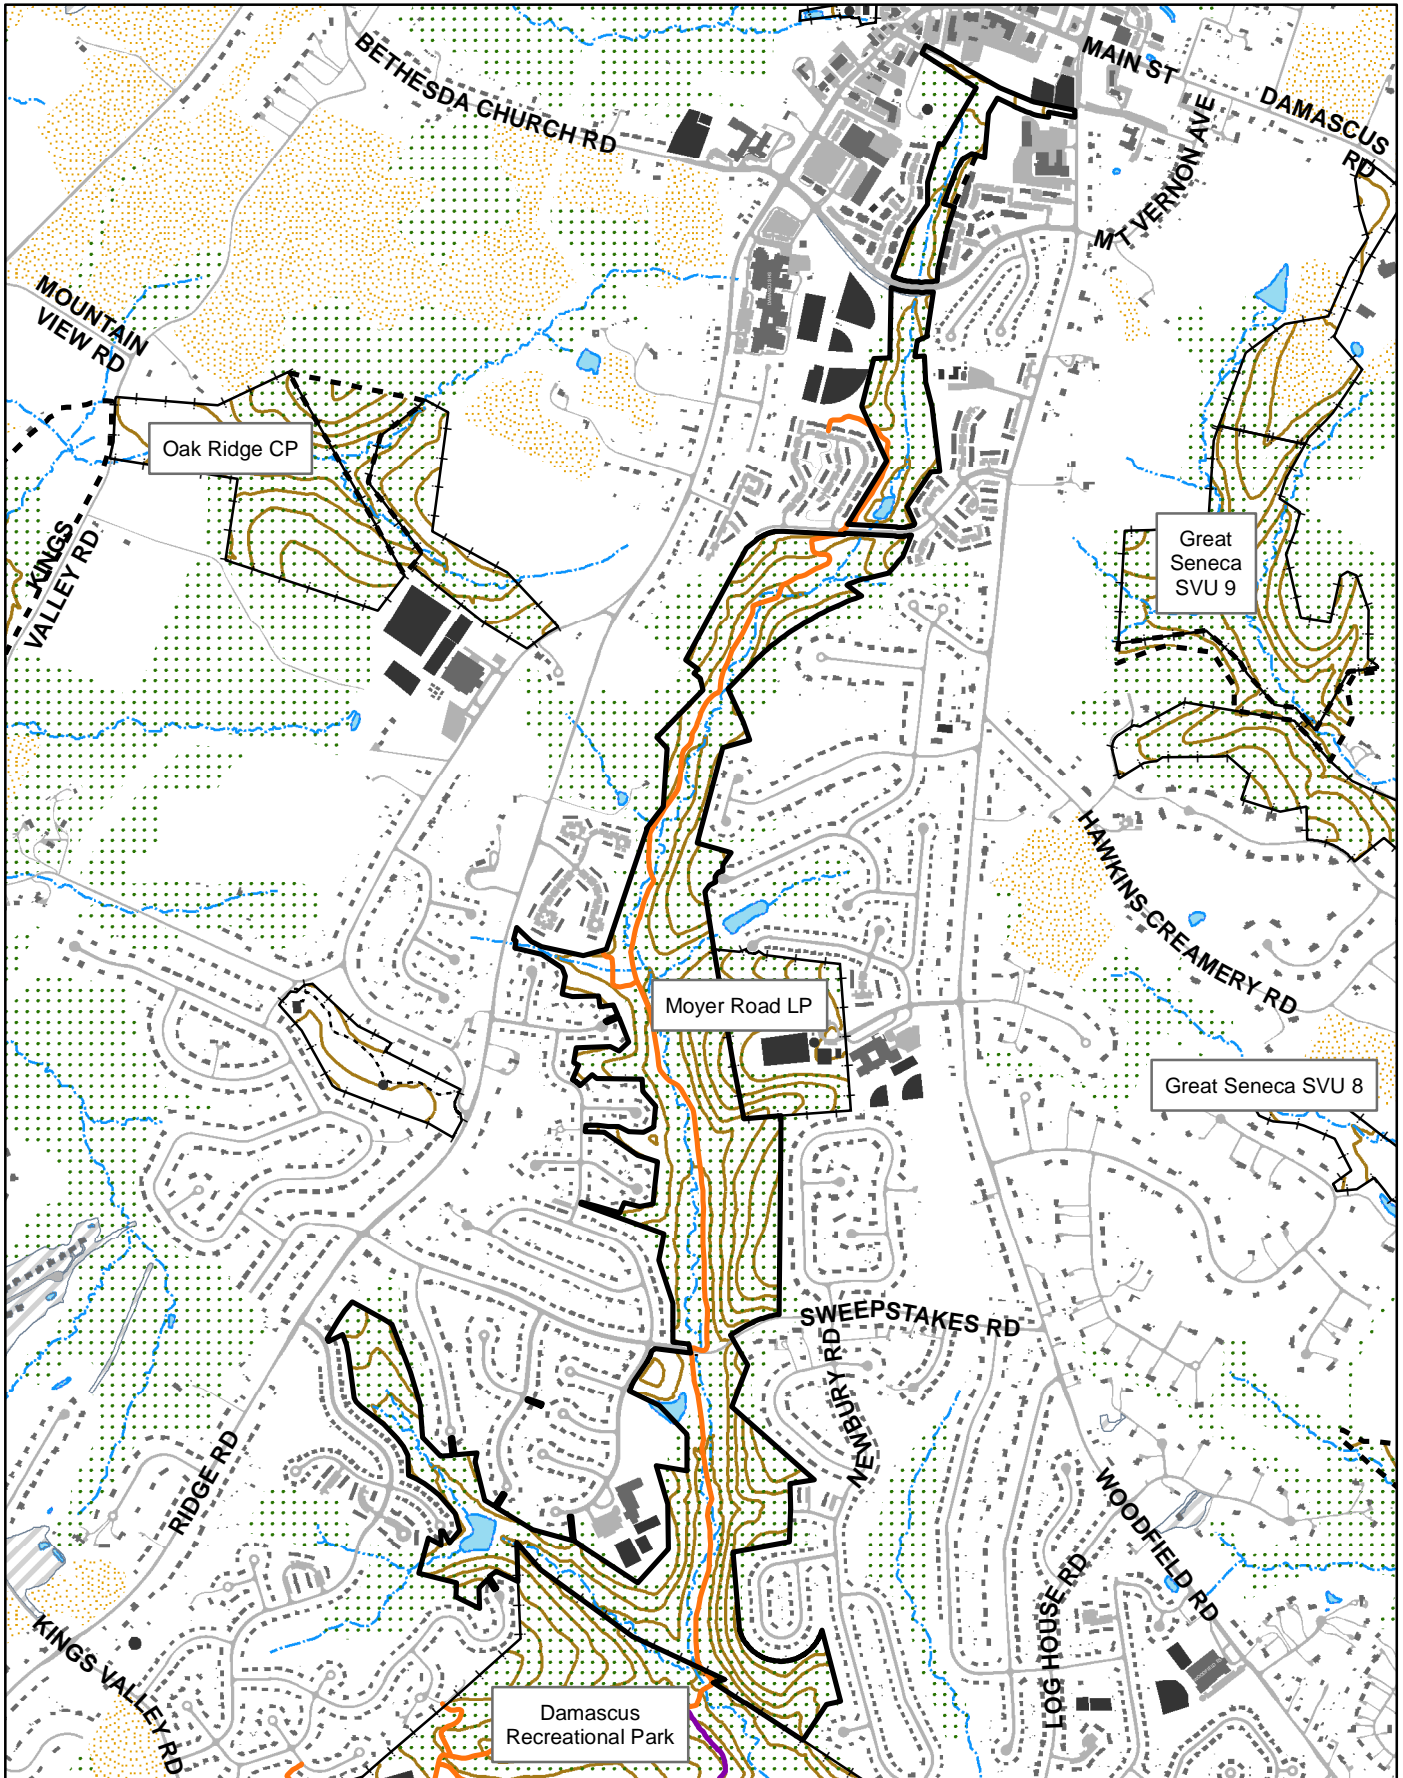 MAIN ST
BETHESDA CHURCH RD
DAMASCUS
RD
MT VERNON AVE
MOUNTAIN
VIEW RD
Oak Ridge CP
KINGS
VALLEY RD
Great
Seneca
SVU 9
HAWKINS CREAMERY RD
Moyer Road LP
Great Seneca SVU 8
SWEEPSTAKES RD
NEWBURY RD
RIDGE RD
WOODFIELD RD
LOG HOUSE RD
KINGS VALLEY RD
Damascus
Recreational Park